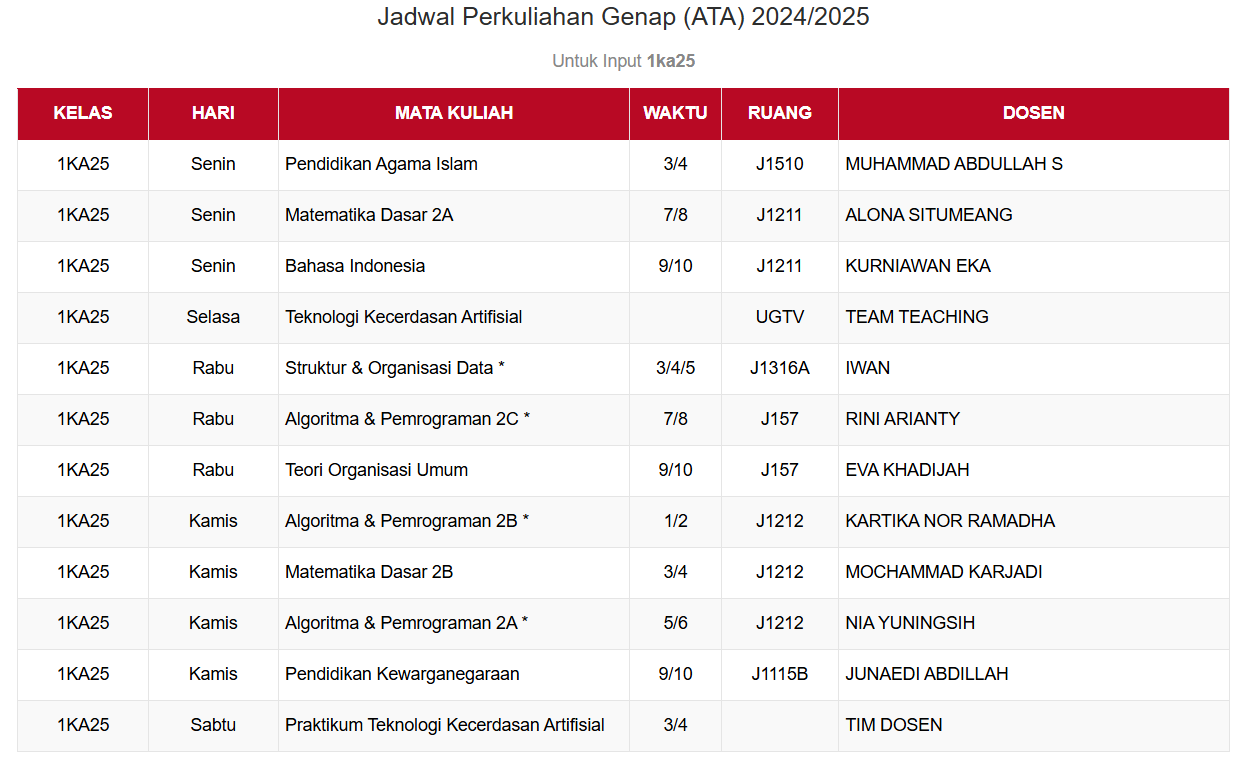 Jadwal Perkuliahan Genap (ATA) 2024/2025
Untuk Input 1ka25
KELAS HARI MATA KULIAH WAKTU RUANG DOSEN
1KA25 Senin Pendidikan Agama Islam 3/4 J1510 MUHAMMAD ABDULLAH S
1KA25 Senin Matematika Dasar 2A 7/8 J1211 ALONA SITUMEANG
1KA25 Senin Bahasa Indonesia 9/10 J1211 KURNIAWAN EKA
1KA25 Selasa Teknologi Kecerdasan Artifisial UGTV TEAM TEACHING
1KA25 Rabu Struktur & Organisasi Data * 3/4/5 J1316A IWAN
1KA25 Rabu Algoritma & Pemrograman 2C * 7/8 J157 RINI ARIANTY
1KA25 Rabu Teori Organisasi Umum 9/10 J157 EVA KHADIJAH
1KA25 Kamis Algoritma & Pemrograman 2B * 1/2 J1212 KARTIKA NOR RAMADHA
1KA25 Kamis Matematika Dasar 2B 3/4 J1212 MOCHAMMAD KARJADI
1KA25 Kamis Algoritma & Pemrograman 2A * 5/6 J1212 NIA YUNINGSIH
1KA25 Kamis Pendidikan Kewarganegaraan 9/10 J1115B JUNAEDI ABDILLAH
1KA25 Sabtu Praktikum Teknologi Kecerdasan Artifisial 3/4 TIM DOSEN